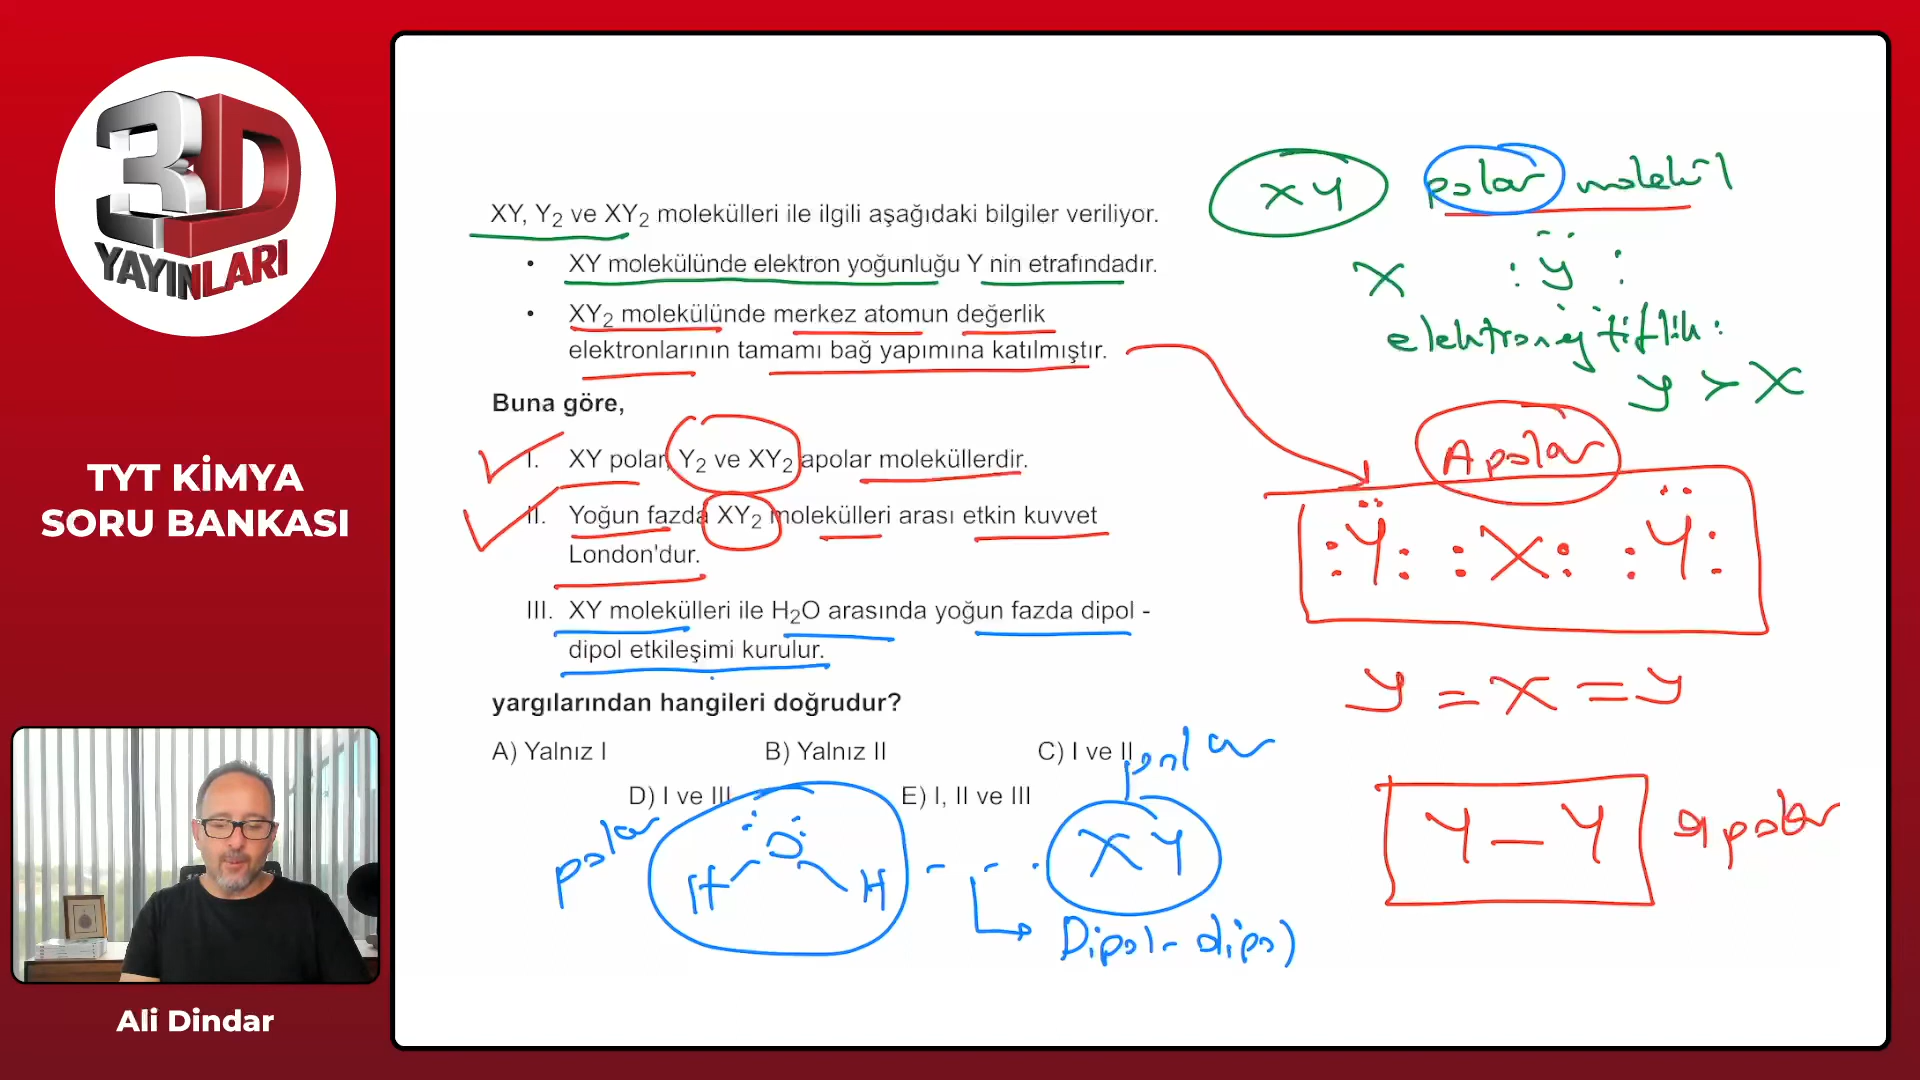 3D
YAYINLARI
TYT KİMYA
SORU BANKASI
Ali Dindar
XY, Y₂ ve XY₂ molekülleri ile ilgili aşağıdaki bilgiler veriliyor.
• XY molekülünde elektron yoğunluğu Y nin etrafındadır.
• XY₂ molekülünde merkez atomun değerlik
elektronlarının tamamı bağ yapımına katılmıştır.
Buna göre,
I. XY polar, Y₂ ve XY₂ apolar moleküllerdir.
II. Yoğun fazda XY₂ molekülleri arası etkin kuvvet
London'dur.
III. XY molekülleri ile H₂O arasında yoğun fazda dipol -
dipol etkileşimi kurulur.
yargılarından hangileri doğrudur?
A) Yalnız I B) Yalnız II C) I ve II
D) I ve III E) I, II ve III
XY polar molekül
X :Y:
elektronegatiflik:
Y > X
Apolar
:Y: :X: :Y:
Y = X = Y
Y — Y apolar
polar
H O H
XY
polar
Dipol - dipol